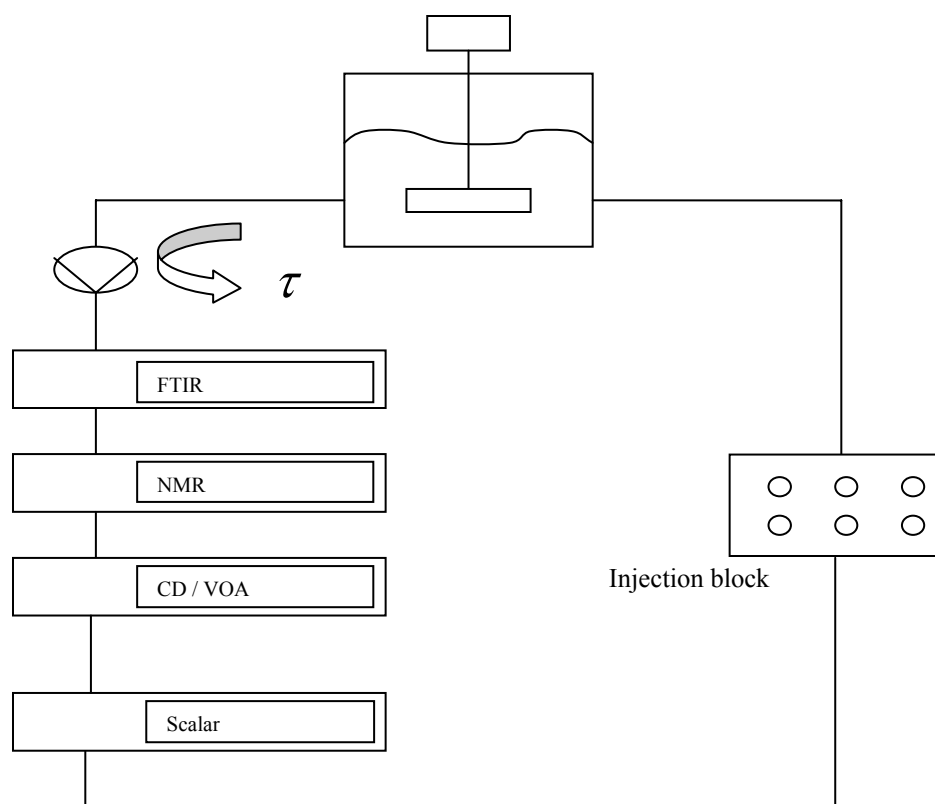 τ
FTIR
NMR
CD / VOA
Injection block
Scalar